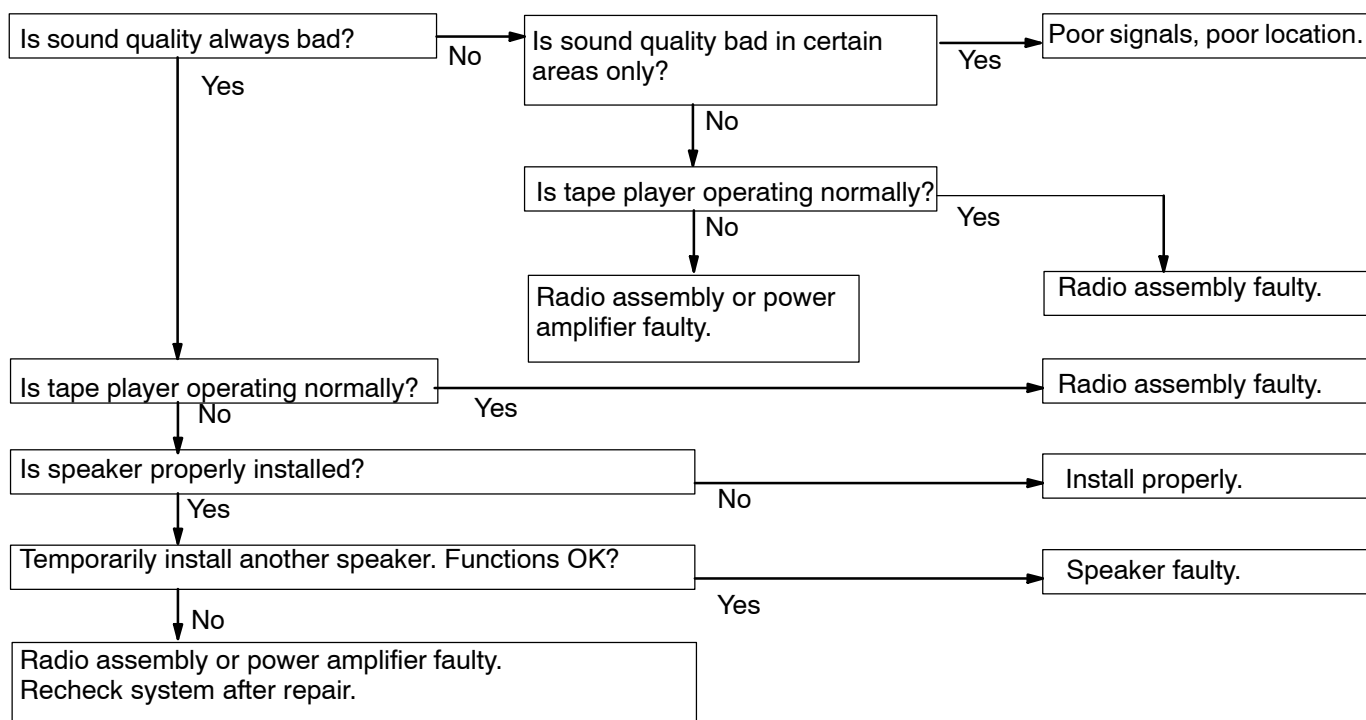 Is sound quality always bad?
No
Is sound quality bad in certain
areas only?
Yes
Poor signals, poor location.
Yes
No
Is tape player operating normally?
Yes
No
Radio assembly or power
amplifier faulty.
Radio assembly faulty.
Is tape player operating normally?
Yes
Radio assembly faulty.
No
Is speaker properly installed?
No
Install properly.
Yes
Temporarily install another speaker. Functions OK?
Yes
Speaker faulty.
No
Radio assembly or power amplifier faulty.
Recheck system after repair.